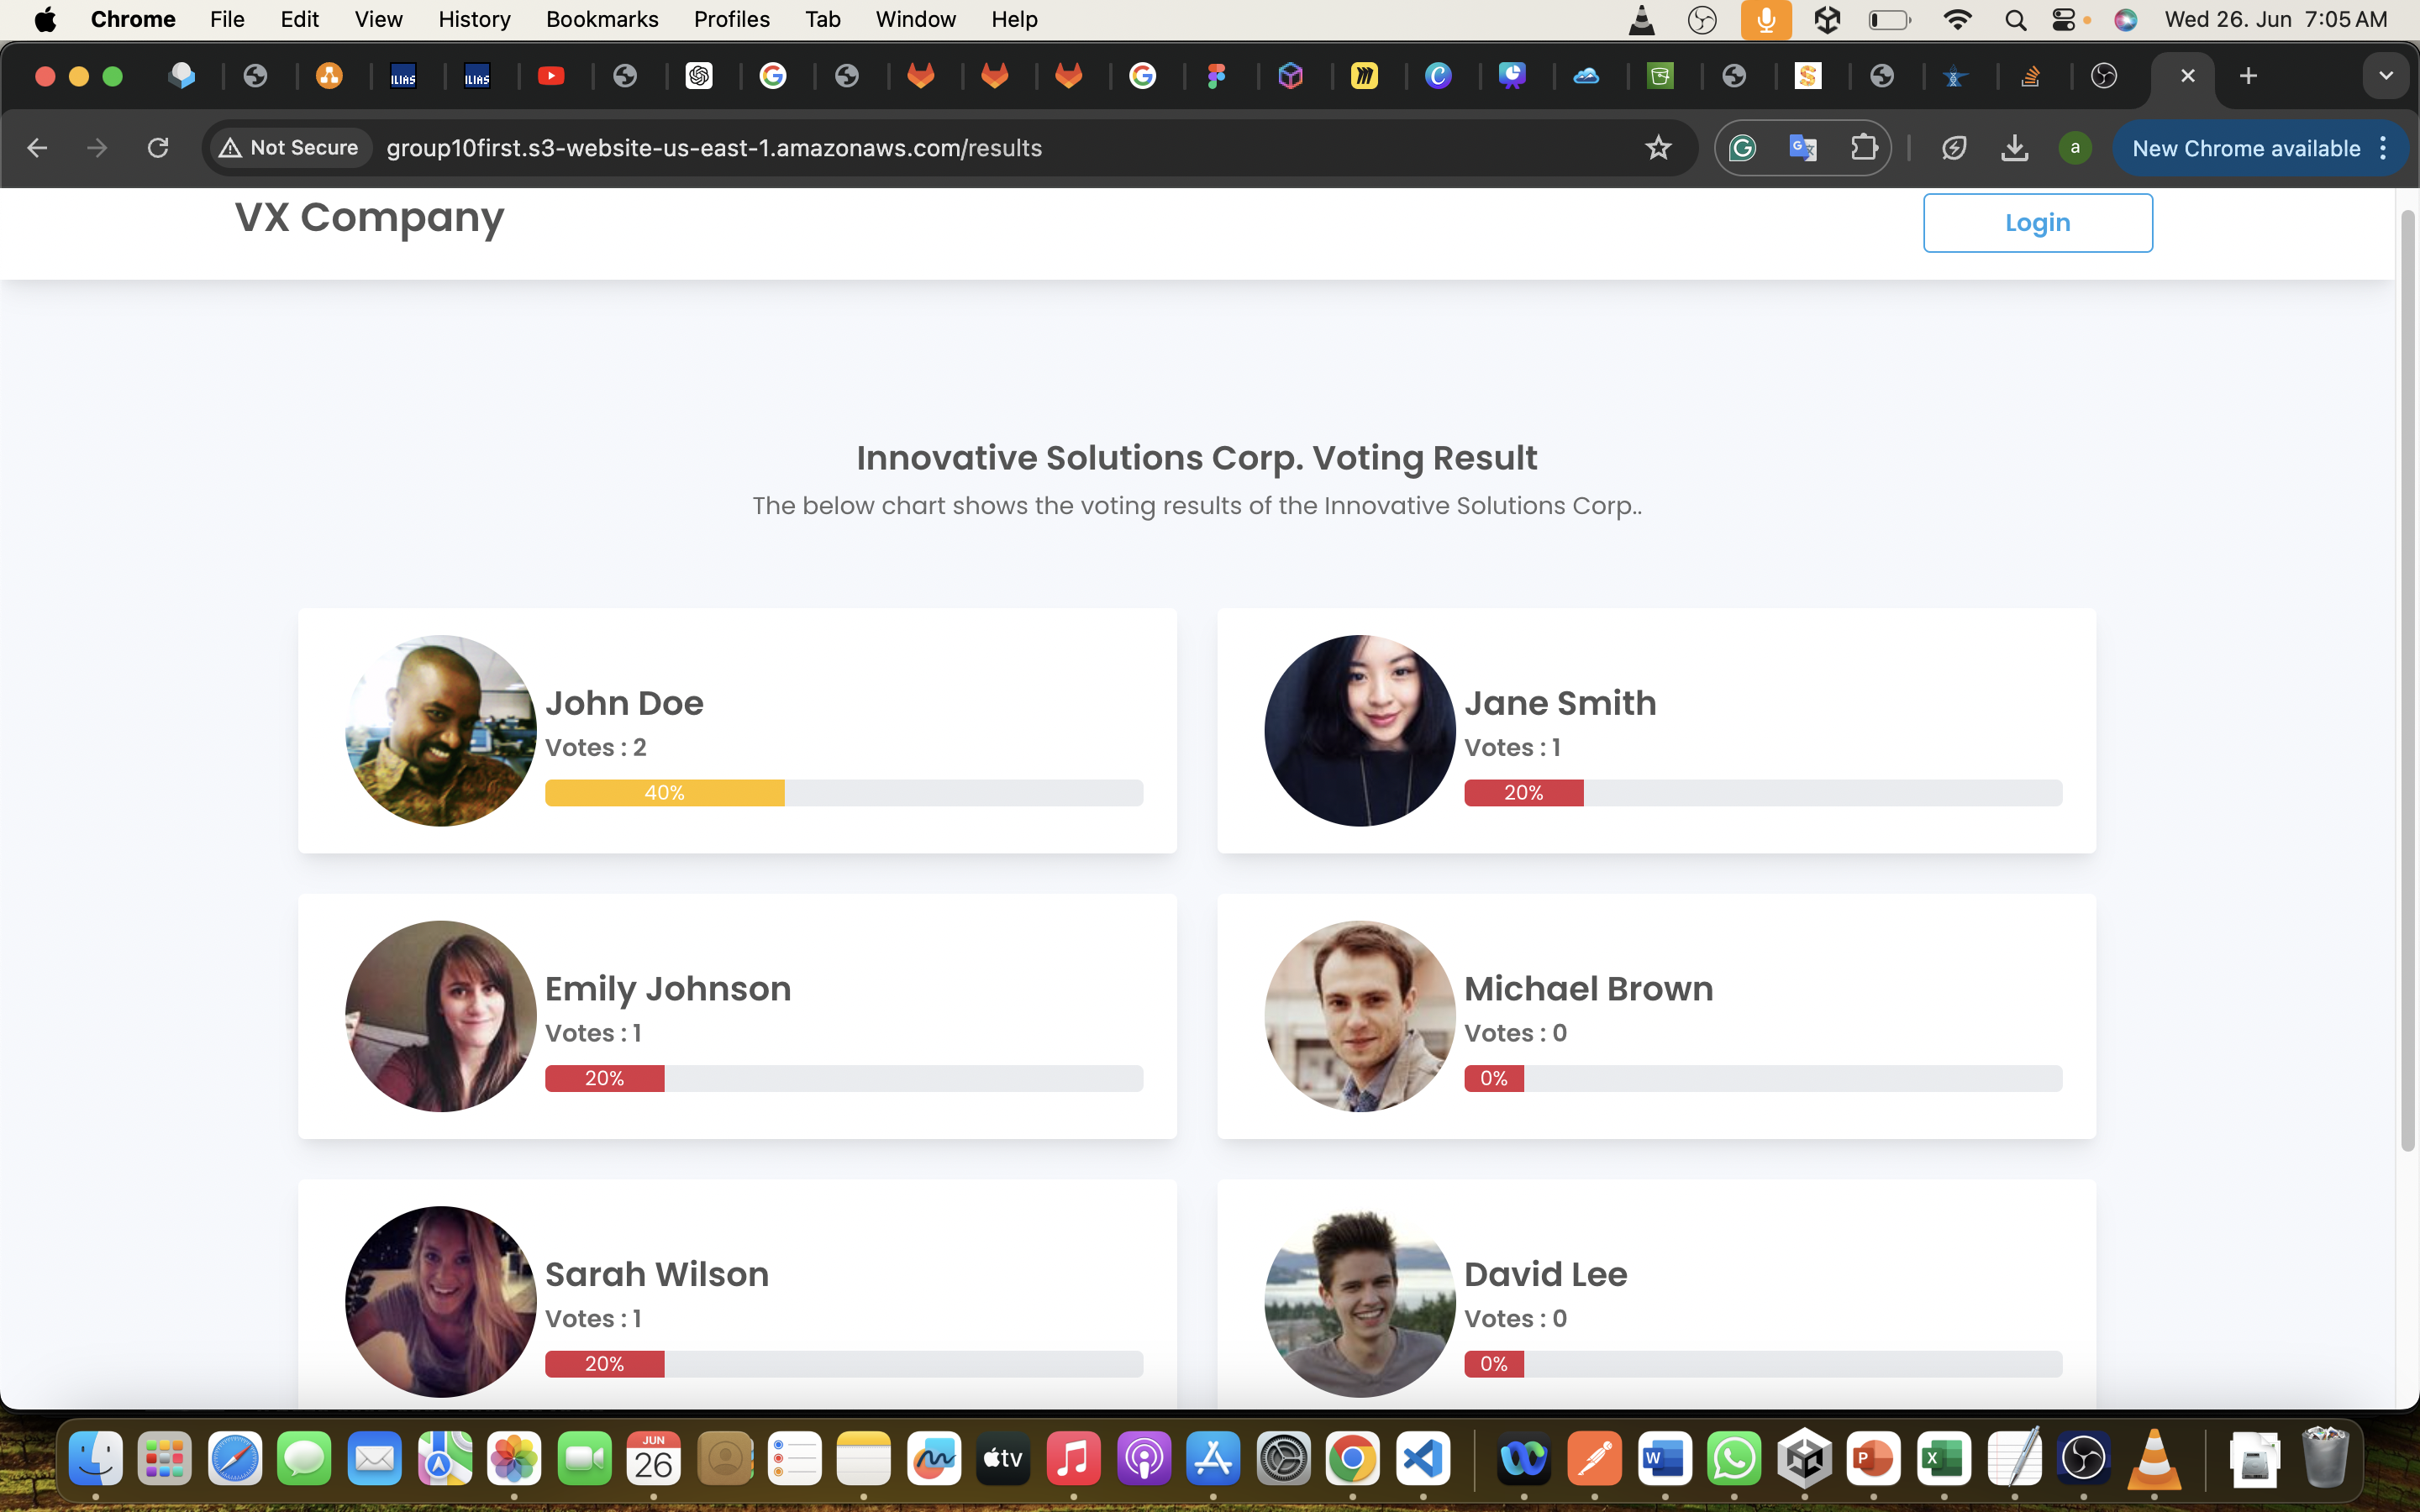 Chrome File Edit View History Bookmarks Profiles Tab Window Help Wed 26. Jun 7:05 AM
ILIAS ILIAS
Not Secure group10first.s3-website-us-east-1.amazonaws.com/results a New Chrome available
VX Company Login
Innovative Solutions Corp. Voting Result
The below chart shows the voting results of the Innovative Solutions Corp..
John Doe
Votes : 2
40%
Jane Smith
Votes : 1
20%
Emily Johnson
Votes : 1
20%
Michael Brown
Votes : 0
0%
Sarah Wilson
Votes : 1
20%
David Lee
Votes : 0
0%
JUN
26
tv
W
P
X